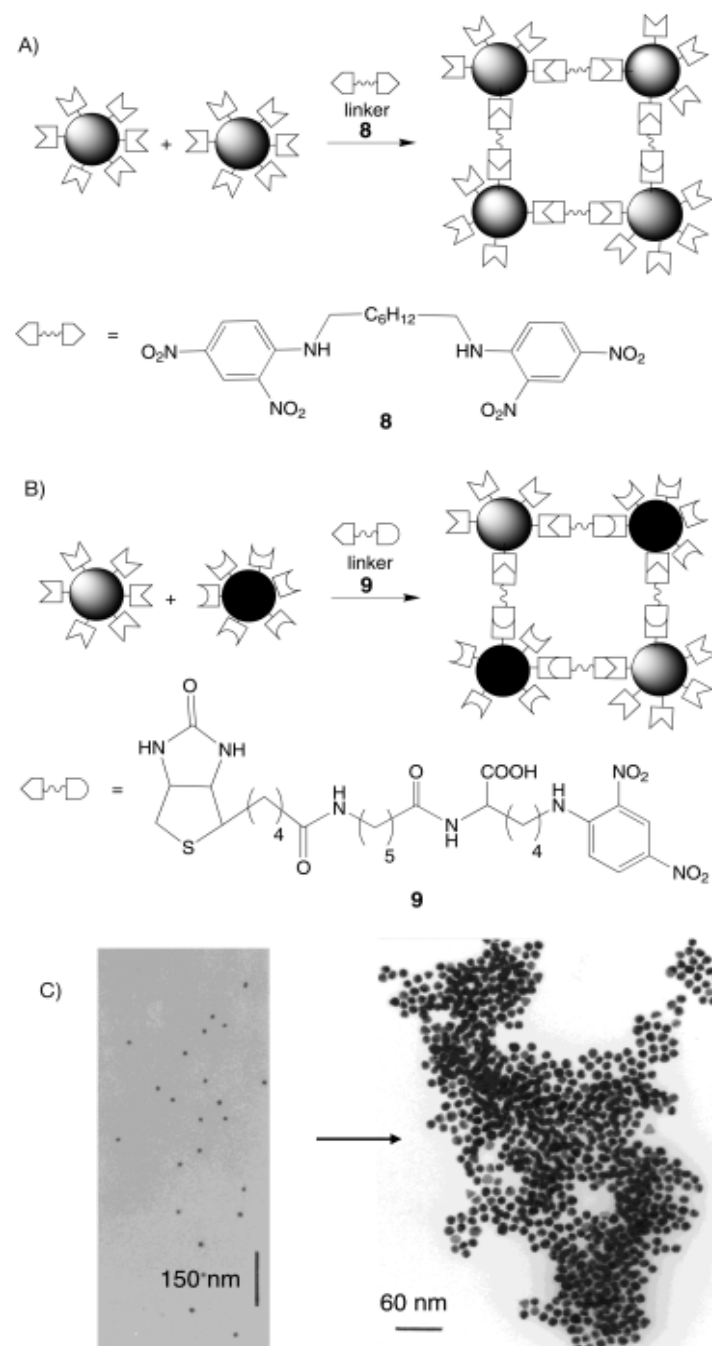 A)
+
linker
8
=
O₂N
NO₂
NH
C₆H₁₂
NH
O₂N
NO₂
8
B)
+
linker
9
=
O
HN
NH
S
4
O
H
N
5
O
N
H
COOH
4
H
N
NO₂
NO₂
9
C)
150 nm
60 nm